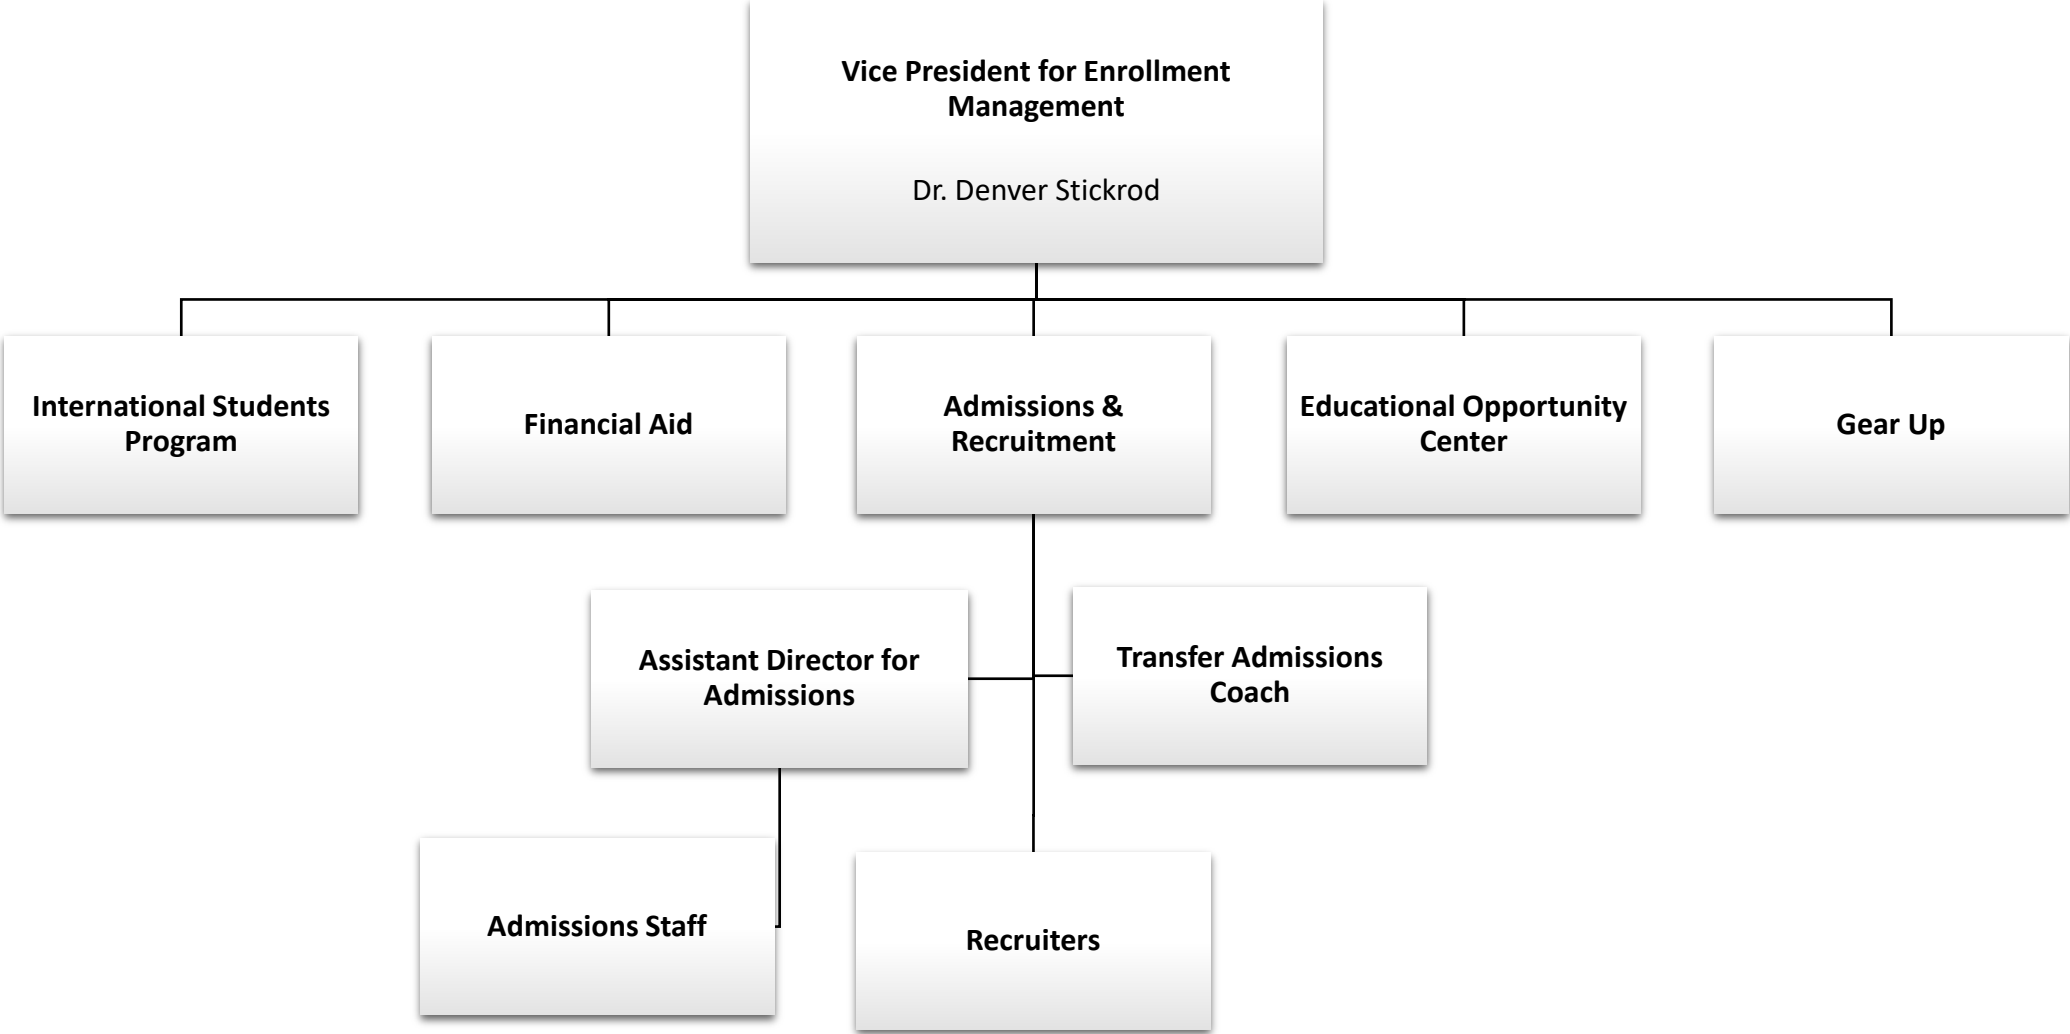 Vice President for Enrollment
Management
Dr. Denver Stickrod
International Students
Program
Financial Aid
Admissions &
Recruitment
Educational Opportunity
Center
Gear Up
Assistant Director for
Admissions
Transfer Admissions
Coach
Admissions Staff
Recruiters